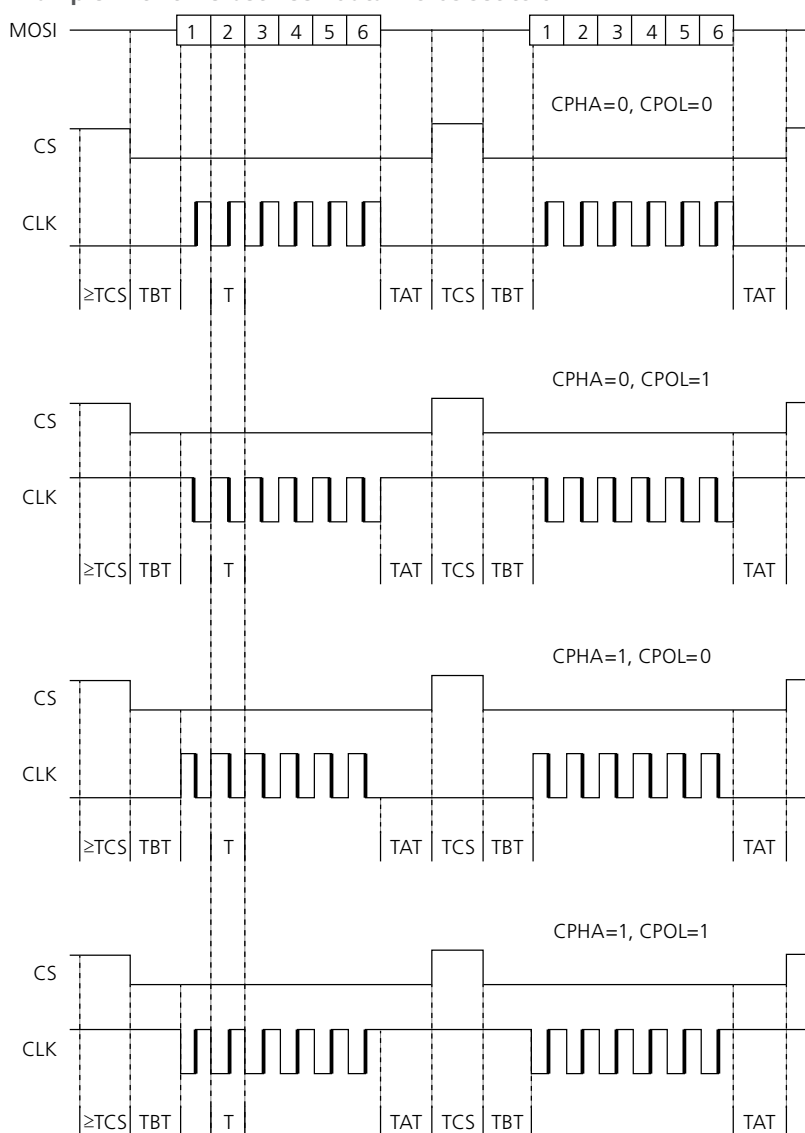 MOSI 1 2 3 4 5 6 1 2 3 4 5 6
CPHA=0, CPOL=0
CS
CLK
≥TCS TBT T TAT TCS TBT TAT
CPHA=0, CPOL=1
CS
CLK
≥TCS TBT T TAT TCS TBT TAT
CPHA=1, CPOL=0
CS
CLK
≥TCS TBT T TAT TCS TBT TAT
CPHA=1, CPOL=1
CS
CLK
≥TCS TBT T TAT TCS TBT TAT